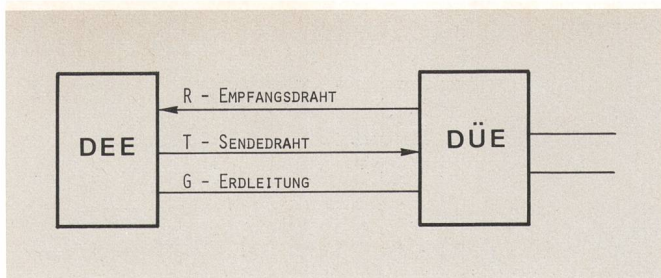 R - EMPFANGSDRAHT
DEE
T - SENDEDRAHT
DÜE
G - ERDLEITUNG